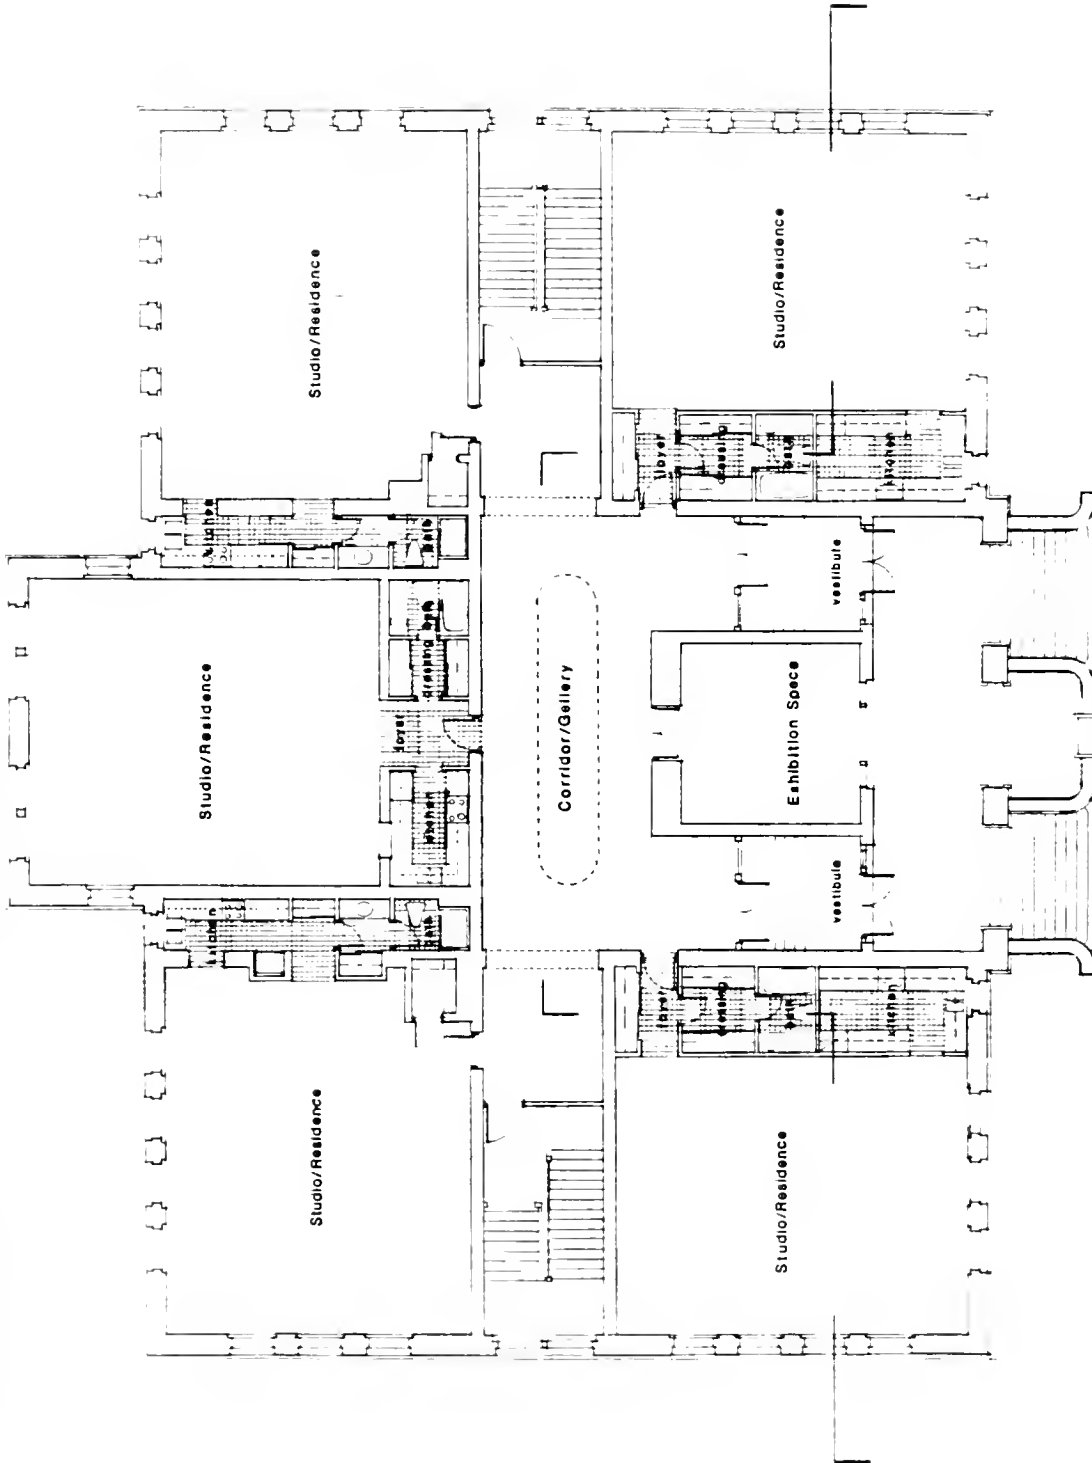 Studio/Residence
Studio/Residence
Studio/Residence
Studio/Residence
Studio/Residence
kitchen
bath
kitchen
foyer
dressing
bath
kitchen
bath
Corridor/Gallery
foyer
dressing
bath
kitchen
vestibule
Exhibition Space
vestibule
foyer
dressing
bath
kitchen